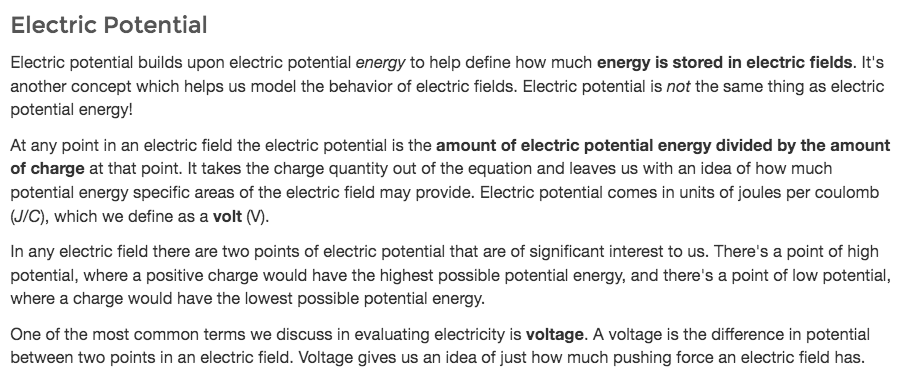 Electric Potential
Electric potential builds upon electric potential energy to help define how much energy is stored in electric fields. It's
another concept which helps us model the behavior of electric fields. Electric potential is not the same thing as electric
potential energy!
At any point in an electric field the electric potential is the amount of electric potential energy divided by the amount
of charge at that point. It takes the charge quantity out of the equation and leaves us with an idea of how much
potential energy specific areas of the electric field may provide. Electric potential comes in units of joules per coulomb
(J/C), which we define as a volt (V).
In any electric field there are two points of electric potential that are of significant interest to us. There's a point of high
potential, where a positive charge would have the highest possible potential energy, and there's a point of low potential,
where a charge would have the lowest possible potential energy.
One of the most common terms we discuss in evaluating electricity is voltage. A voltage is the difference in potential
between two points in an electric field. Voltage gives us an idea of just how much pushing force an electric field has.